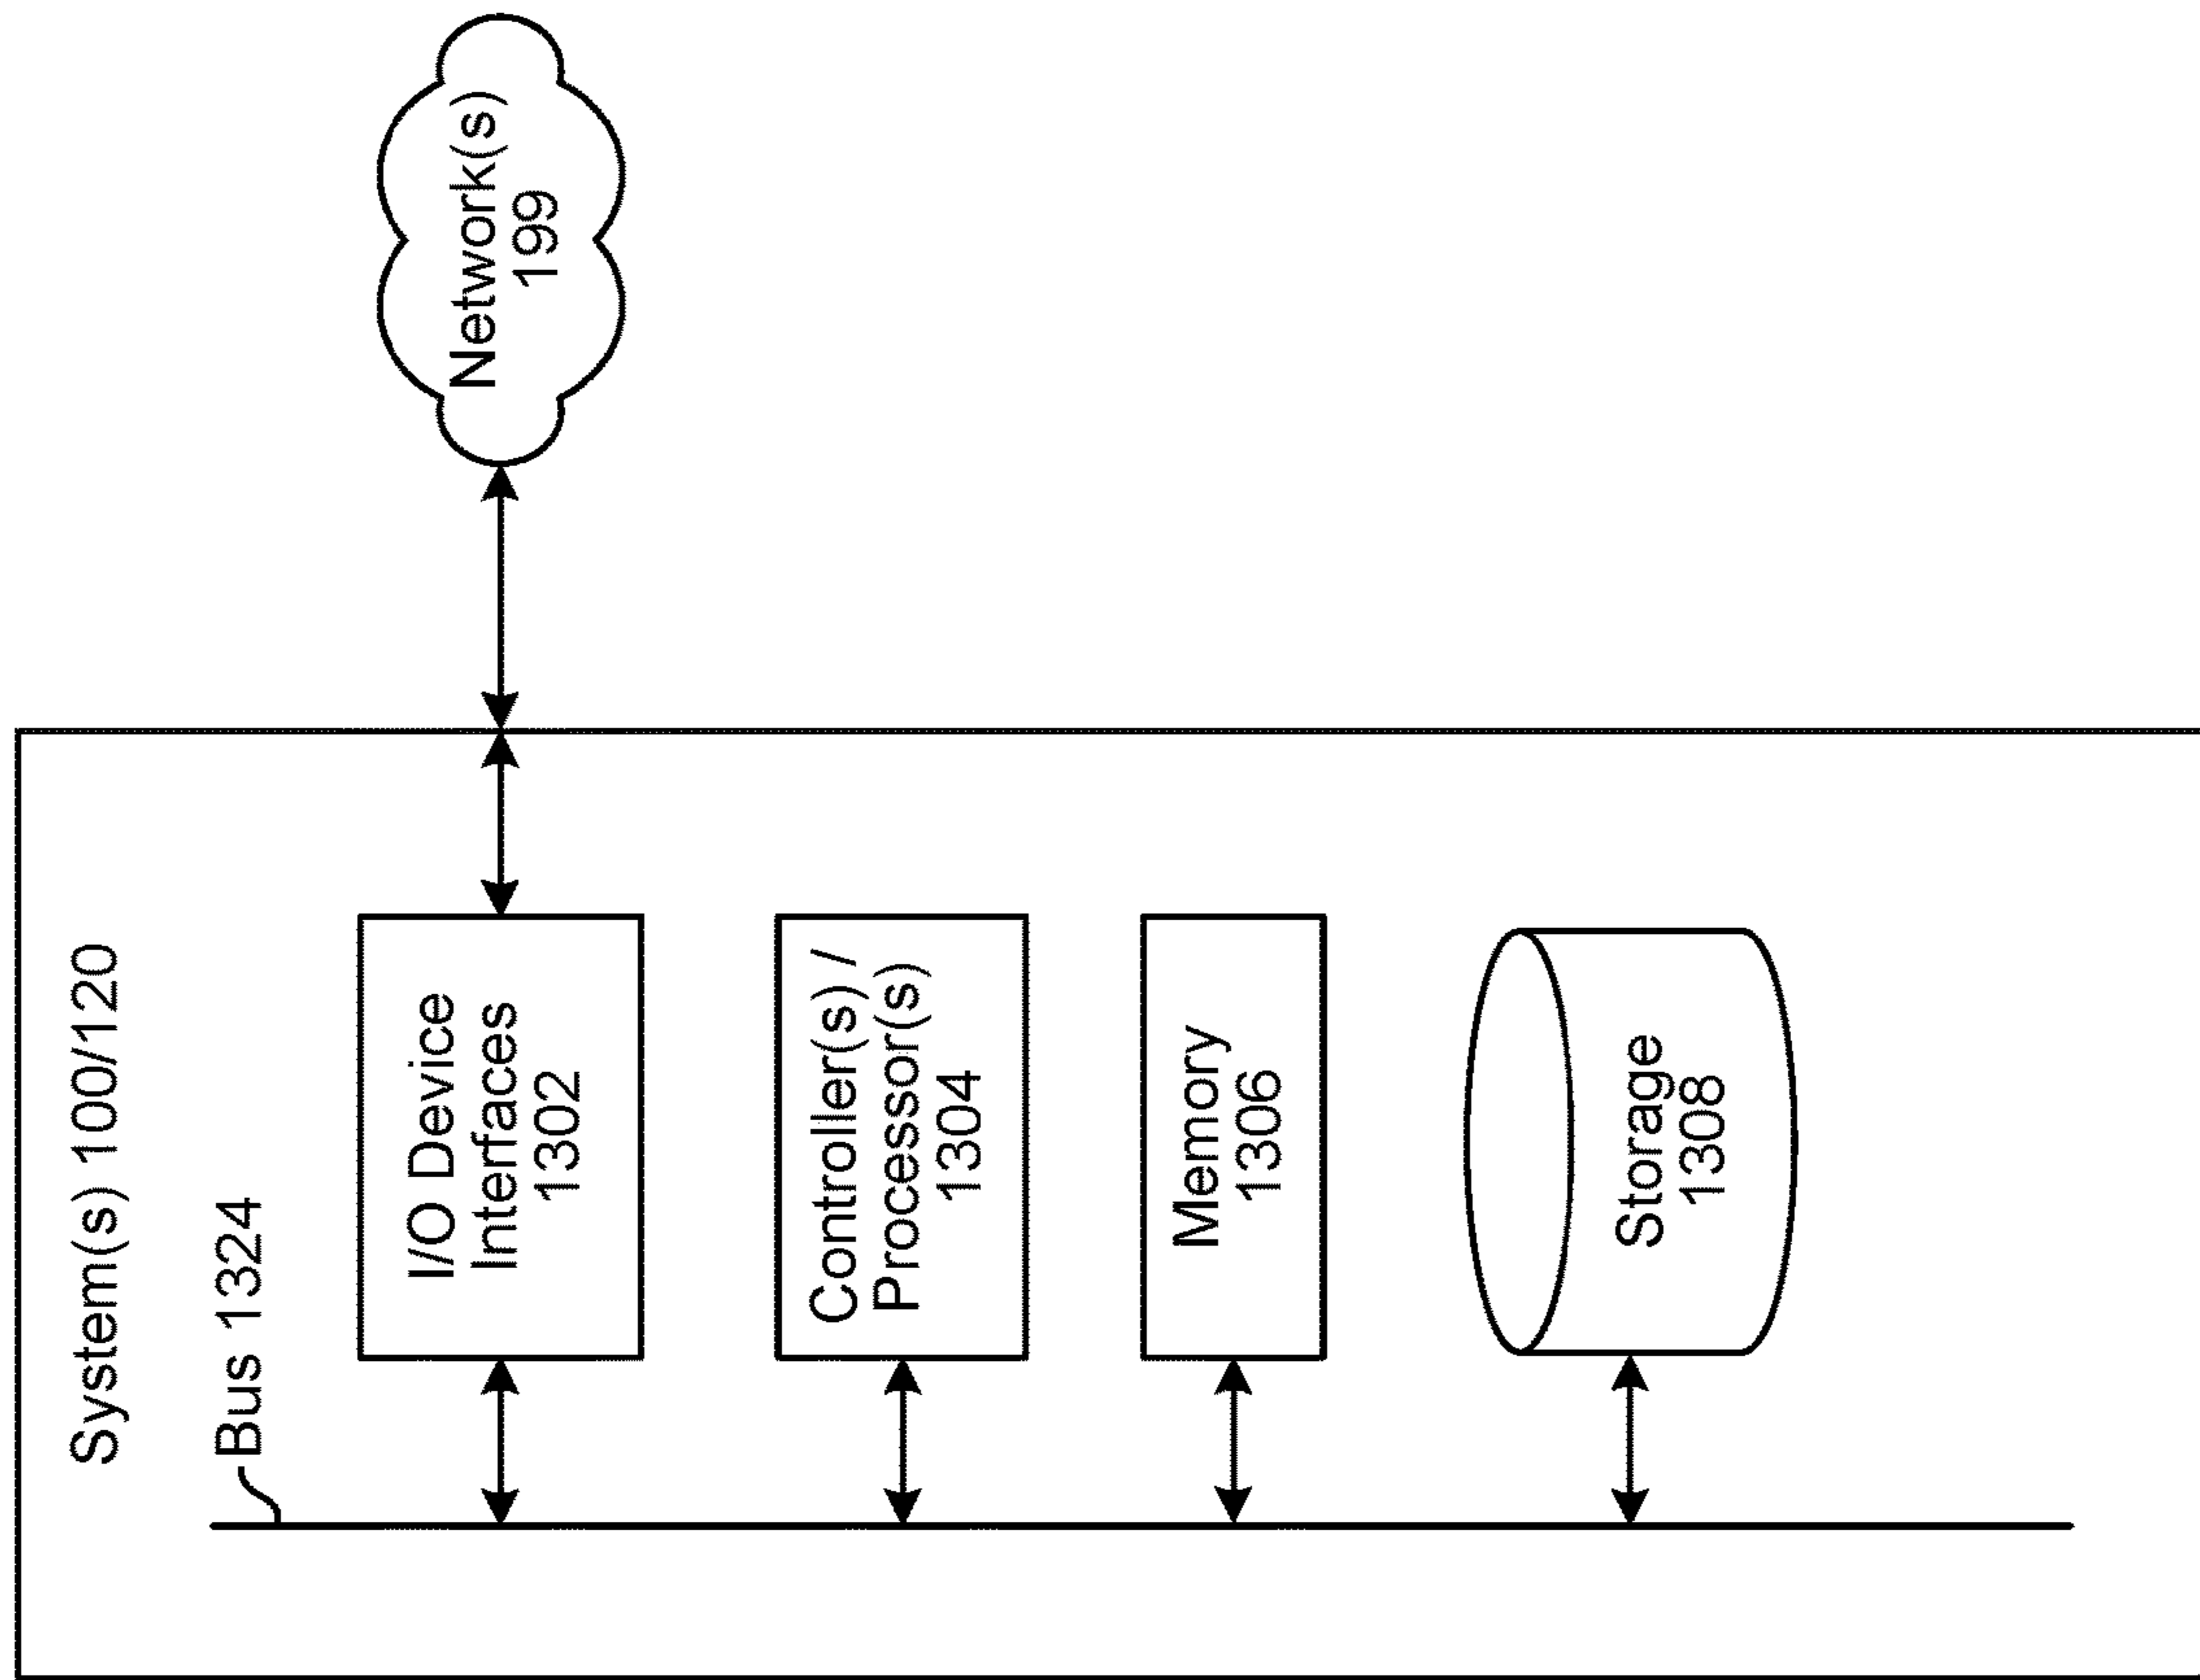 System(s) 100/120
Bus 1324
I/O Device
Interfaces
1302
Network(s)
199
Controller(s) /
Processor(s)
1304
Memory
1306
Storage
1308